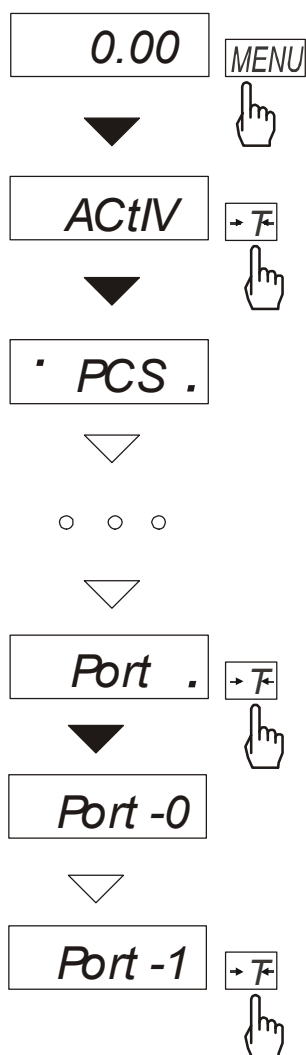 0.00 MENU
ACtIV →T←
˙ PCS .
Port . →T←
Port -0
Port -1 →T←